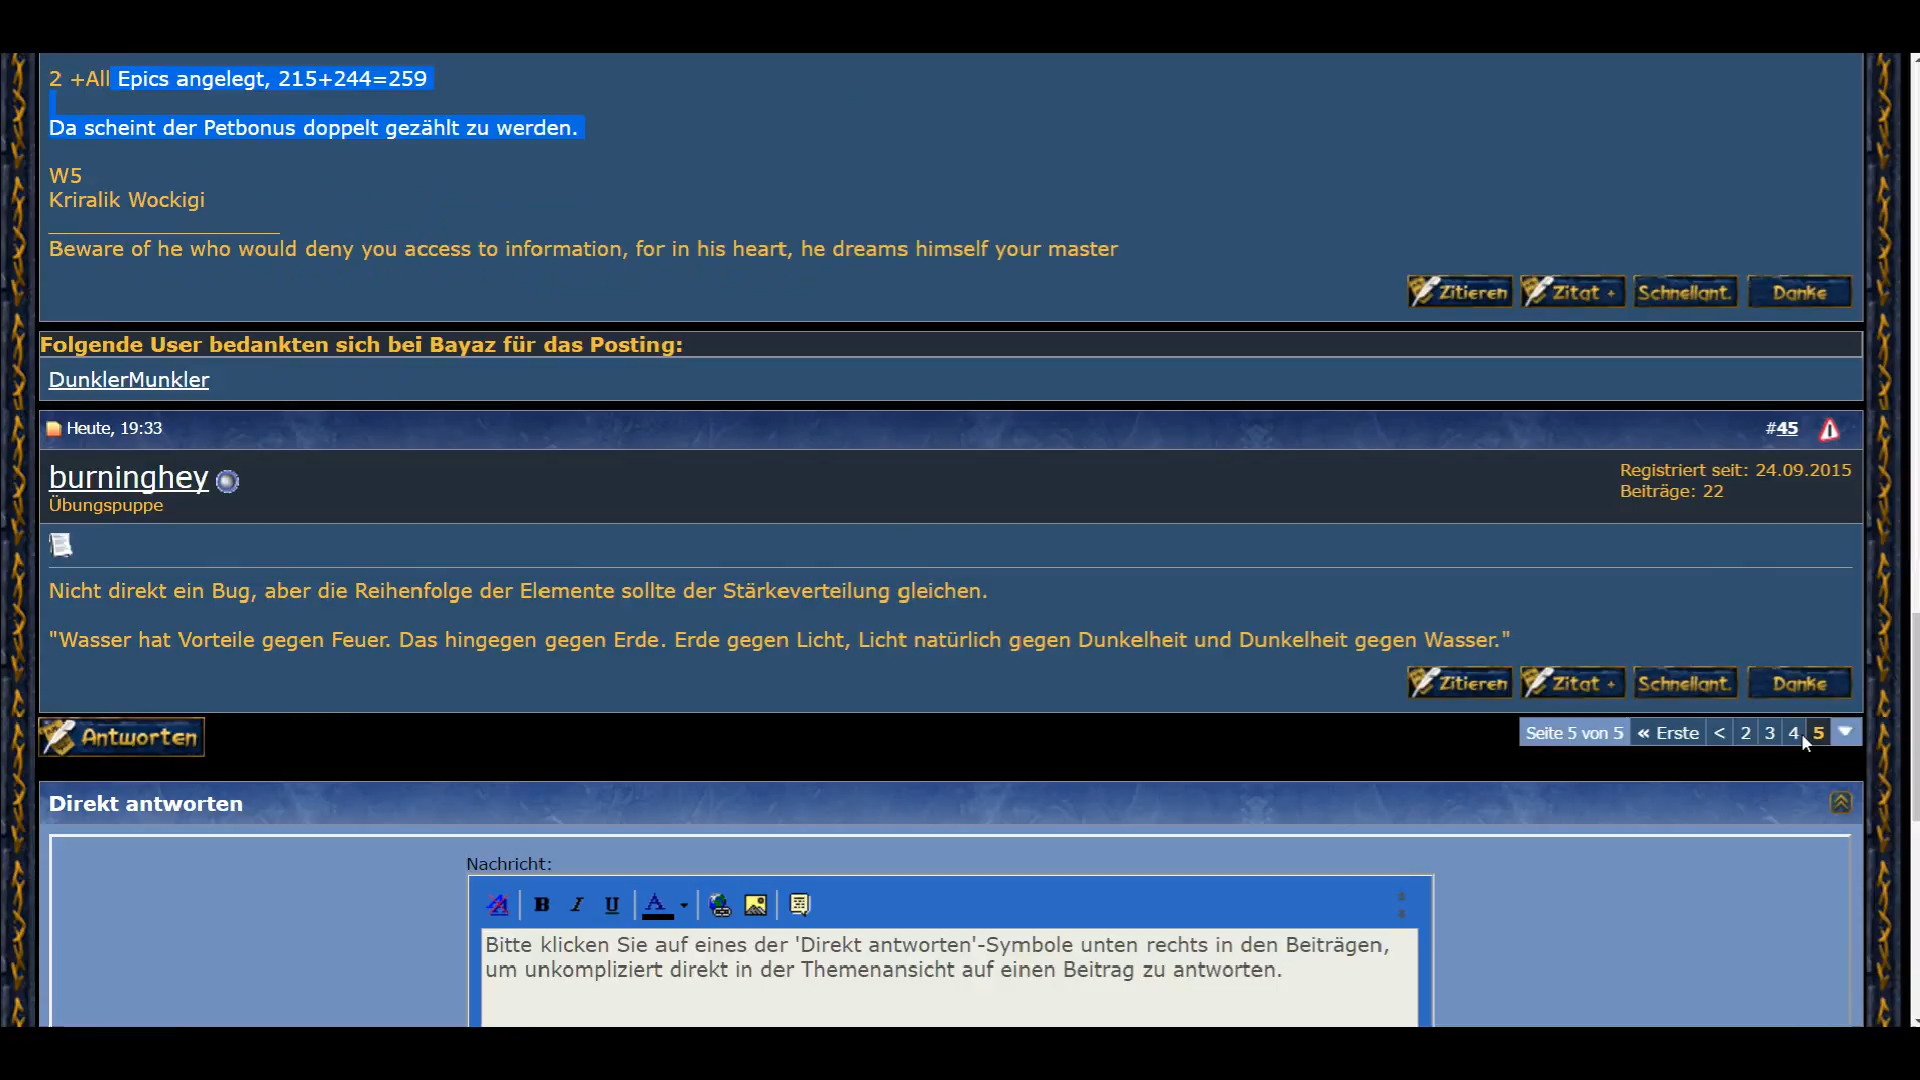 2 +All Epics angelegt, 215+244=259
Da scheint der Petbonus doppelt gezählt zu werden.
W5
Kriralik Wockigi
Beware of he who would deny you access to information, for in his heart, he dreams himself your master
Zitieren Zitat + Schnellant. Danke
Folgende User bedankten sich bei Bayaz für das Posting:
DunklerMunkler
Heute, 19:33 #45
burninghey
Übungspuppe
Registriert seit: 24.09.2015
Beiträge: 22
Nicht direkt ein Bug, aber die Reihenfolge der Elemente sollte der Stärkeverteilung gleichen.
"Wasser hat Vorteile gegen Feuer. Das hingegen gegen Erde. Erde gegen Licht, Licht natürlich gegen Dunkelheit und Dunkelheit gegen Wasser."
Zitieren Zitat + Schnellant. Danke
Antworten
Seite 5 von 5 « Erste < 2 3 4 5
Direkt antworten
Nachricht:
B I U A
Bitte klicken Sie auf eines der 'Direkt antworten'-Symbole unten rechts in den Beiträgen,
um unkompliziert direkt in der Themenansicht auf einen Beitrag zu antworten.